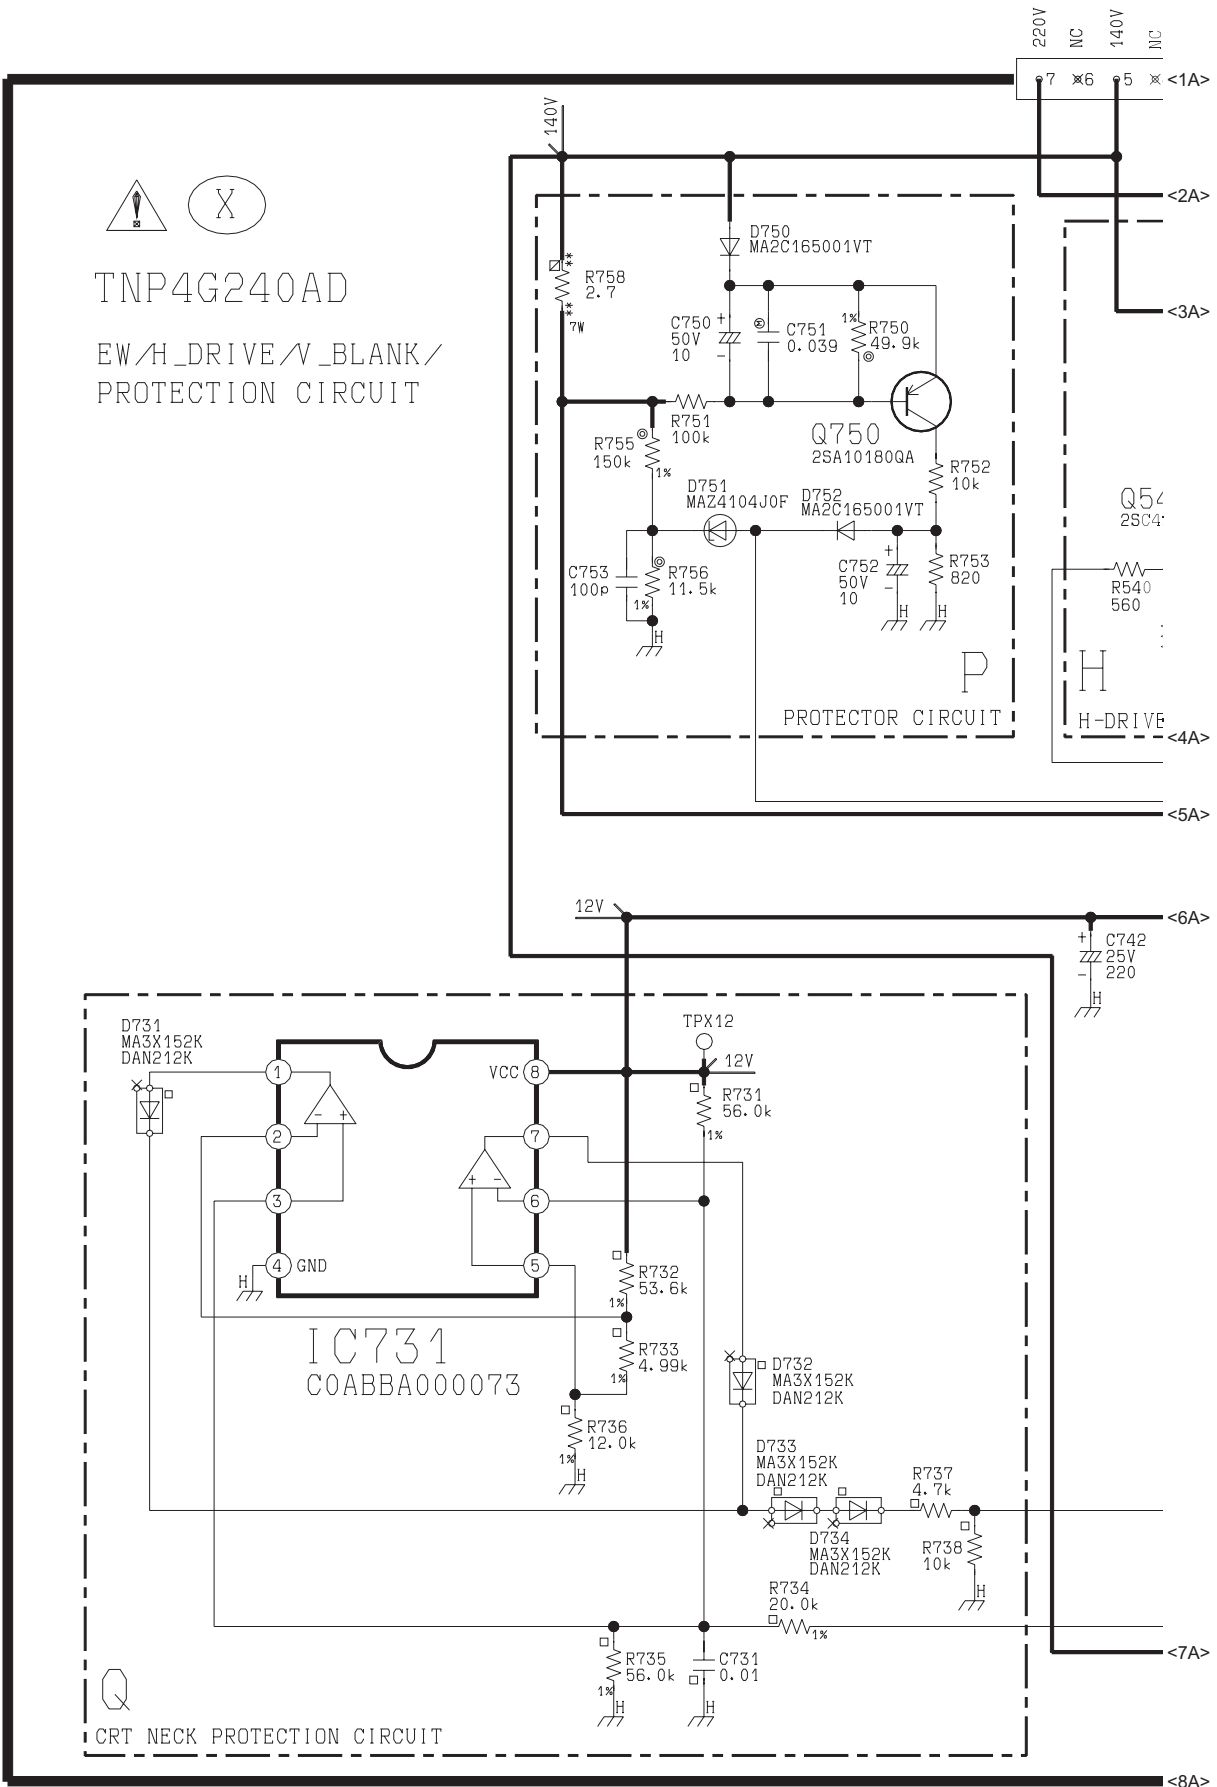 220V
NC
140V
NC
7
6
5
<1A>
140V
<2A>
X
D750
MA2C165001VT
TNP4G240AD
R758
2.7
7W
**
**
<3A>
EW/H_DRIVE/V_BLANK/
PROTECTION CIRCUIT
C750
50V
10
+
-
M
C751
0.039
1%
R750
49.9k
R751
100k
R755
150k
1%
Q750
2SA10180QA
R752
10k
D751
MAZ4104J0F
D752
MA2C165001VT
Q54
2SC4
C753
100p
R756
11.5k
1%
H
C752
50V
10
+
H
R753
820
H
R540
560
P
PROTECTOR CIRCUIT
H
H-DRIVE
<4A>
<5A>
12V
<6A>
+
-
C742
25V
220
H
D731
MA3X152K
DAN212K
TPX12
12V
1
VCC
8
R731
56.0k
1%
-
+
2
7
+
-
3
6
4
GND
5
H
R732
53.6k
1%
IC731
C0ABBA000073
R733
4.99k
1%
D732
MA3X152K
DAN212K
R736
12.0k
1%
H
D733
MA3X152K
DAN212K
R737
4.7k
D734
MA3X152K
DAN212K
R738
10k
H
R734
20.0k
1%
R735
56.0k
1%
H
C731
0.01
H
<7A>
Q
CRT NECK PROTECTION CIRCUIT
<8A>